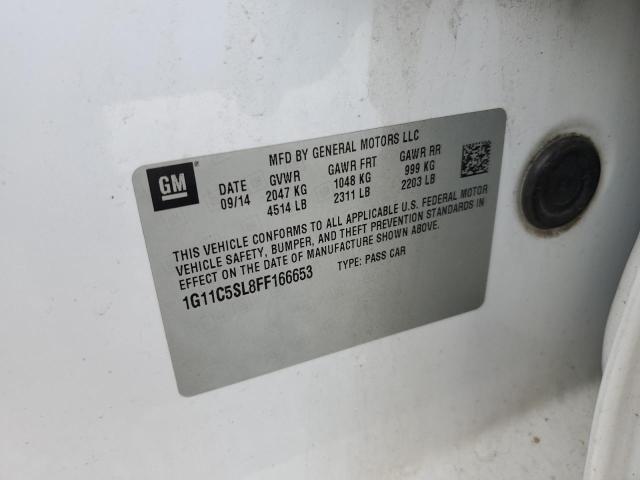 MFD BY GENERAL MOTORS LLC
GM
DATE GVWR GAWR FRT GAWR RR
09/14 2047 KG 1048 KG 999 KG
4514 LB 2311 LB 2203 LB
THIS VEHICLE CONFORMS TO ALL APPLICABLE U.S. FEDERAL MOTOR
VEHICLE SAFETY, BUMPER, AND THEFT PREVENTION STANDARDS IN
EFFECT ON THE DATE OF MANUFACTURE SHOWN ABOVE.
1G11C5SL8FF166653 TYPE: PASS CAR